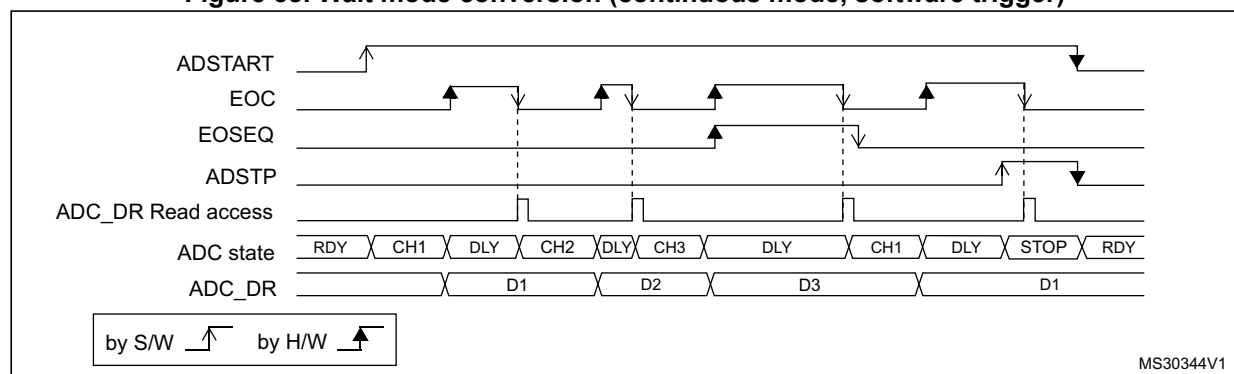 Figure 35. Wait mode conversion (continuous mode, software trigger)
ADSTART
EOC
EOSEQ
ADSTP
ADC_DR Read access
ADC state RDY CH1 DLY CH2 DLY CH3 DLY CH1 DLY STOP RDY
ADC_DR D1 D2 D3 D1
by S/W by H/W
MS30344V1